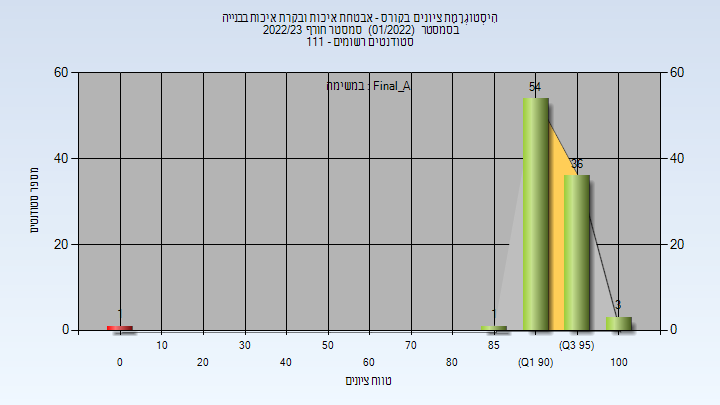 היסטוגרמת ציונים בקורס - אבטחת איכות ובקרת איכות בבנייה
בסמסטר (01/2022) סמסטר חורף 2022/23
סטודנטים רשומים - 111
במשימה : Final_A
60 60
40 40
20 20
0 0
מספר סטודנטים
1 1 54 36 3
10 30 50 70 85 (Q3 95)
0 20 40 60 80 (Q1 90) 100
טווח ציונים